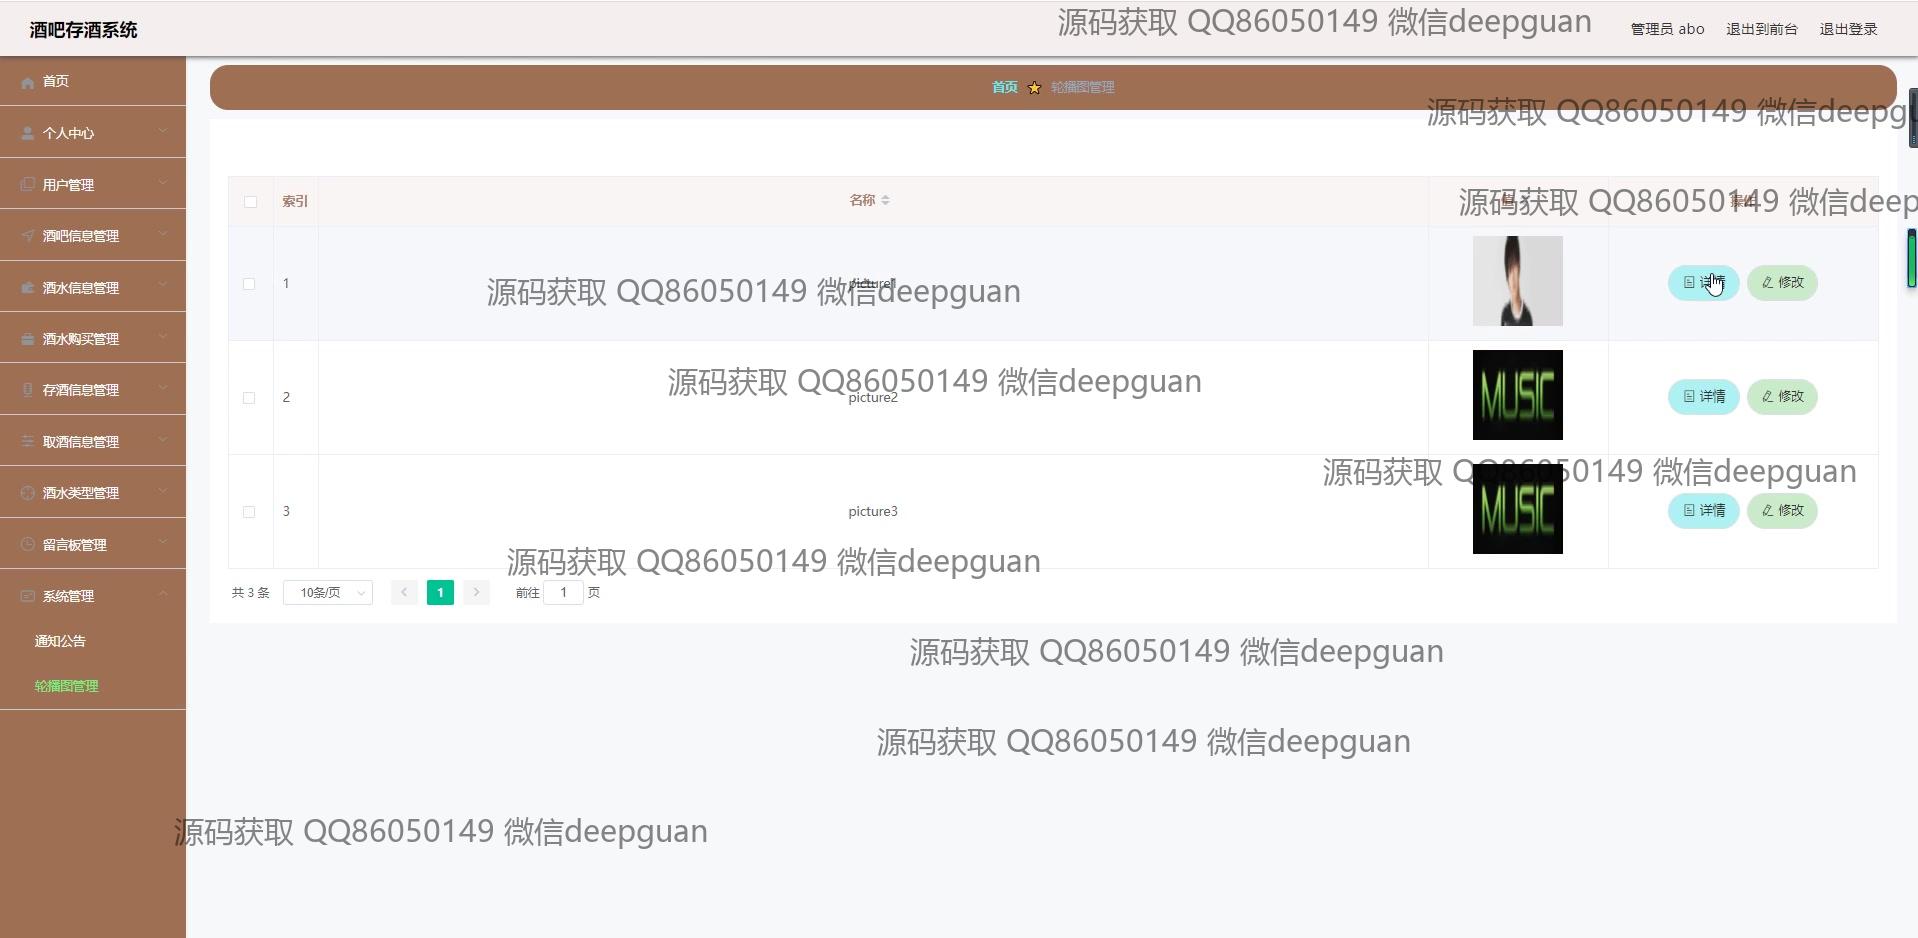 酒吧存酒系统
源码获取 QQ86050149 微信deepguan
管理员 abo
退出到前台
退出登录
首页
个人中心
用户管理
酒吧信息管理
酒水信息管理
酒水购买管理
存酒信息管理
取酒信息管理
酒水类型管理
留言板管理
系统管理
通知公告
轮播图管理
首页 轮播图管理
源码获取 QQ86050149 微信deepgu
索引 名称 值 操作
源码获取 QQ86050149 微信deep
1 picture1 详情 修改
源码获取 QQ86050149 微信deepguan
源码获取 QQ86050149 微信deepguan
2 picture2 MUSIC 详情 修改
源码获取 QQ86050149 微信deepguan
3 picture3 MUSIC 详情 修改
源码获取 QQ86050149 微信deepguan
共 3 条 10条/页 1 前往 1 页
源码获取 QQ86050149 微信deepguan
源码获取 QQ86050149 微信deepguan
源码获取 QQ86050149 微信deepguan